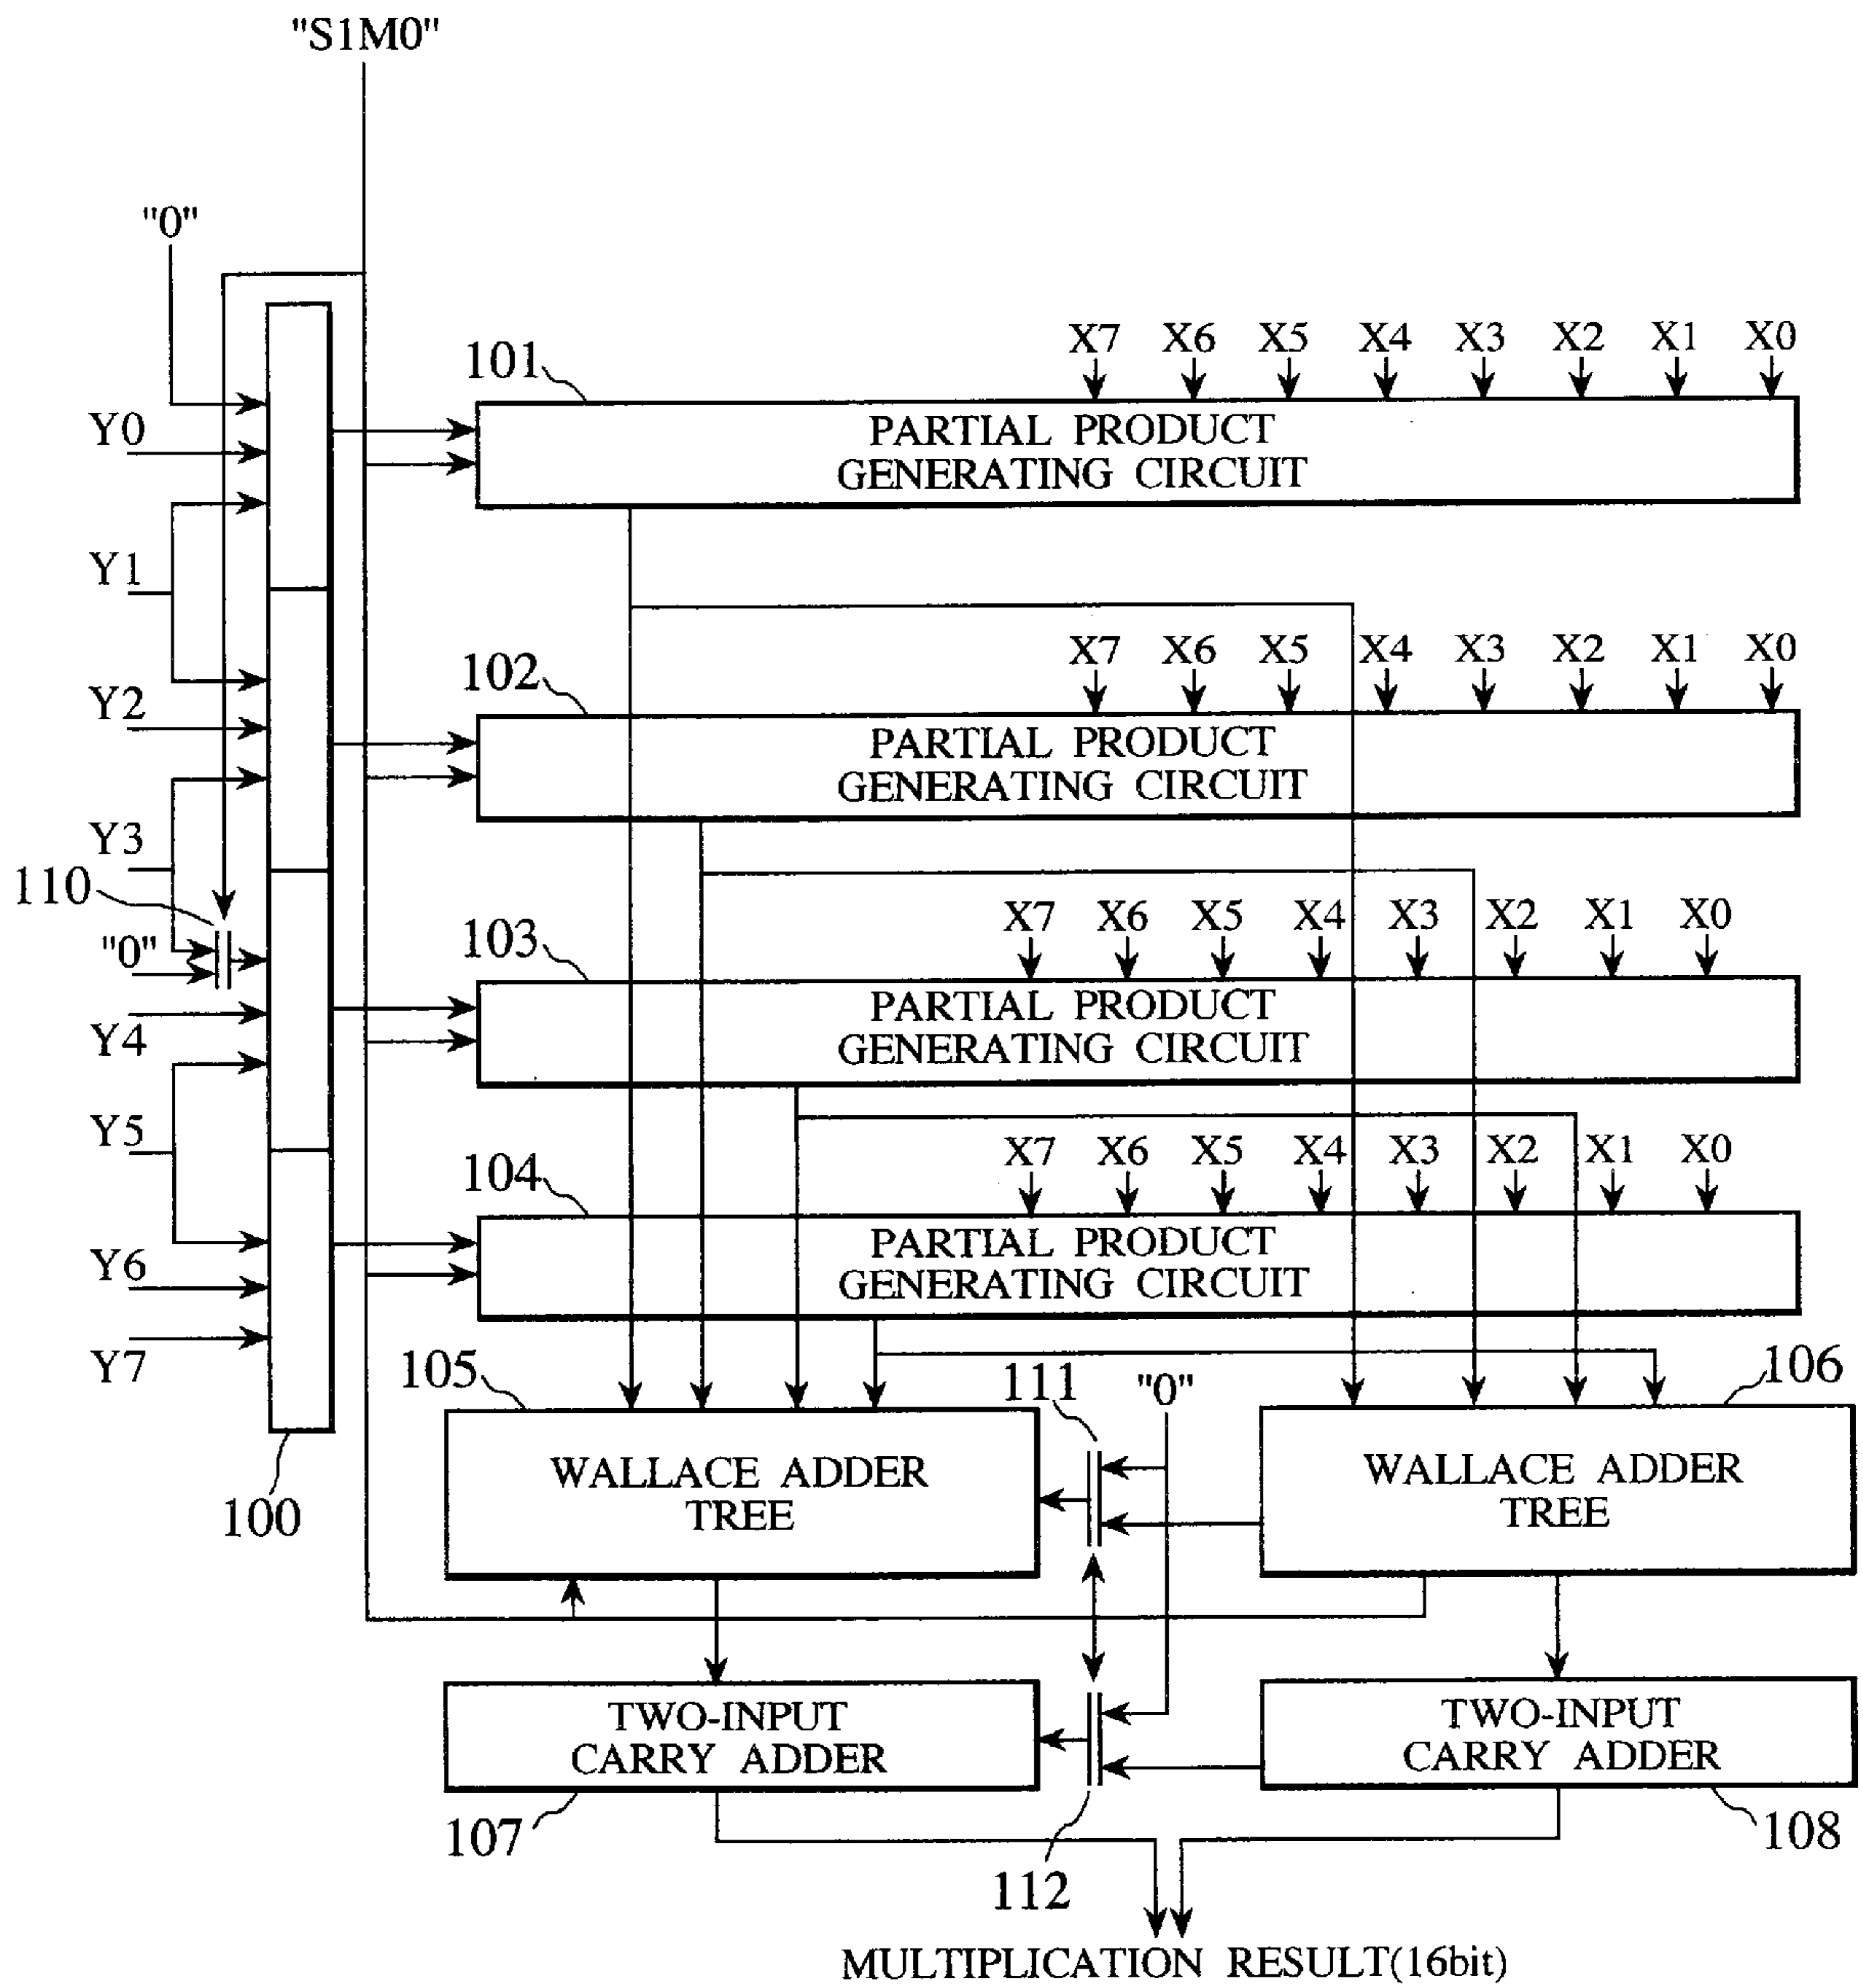 "S1M0"
"0"
101
X7 X6 X5 X4 X3 X2 X1 X0
Y0
PARTIAL PRODUCT
GENERATING CIRCUIT
Y1
102
X7 X6 X5 X4 X3 X2 X1 X0
Y2
PARTIAL PRODUCT
GENERATING CIRCUIT
Y3
110
"0"
103
X7 X6 X5 X4 X3 X2 X1 X0
Y4
PARTIAL PRODUCT
GENERATING CIRCUIT
Y5
104
X7 X6 X5 X4 X3 X2 X1 X0
Y6
PARTIAL PRODUCT
GENERATING CIRCUIT
Y7
105
111
"0"
106
100
WALLACE ADDER
TREE
WALLACE ADDER
TREE
TWO-INPUT
CARRY ADDER
TWO-INPUT
CARRY ADDER
107
112
108
MULTIPLICATION RESULT(16bit)